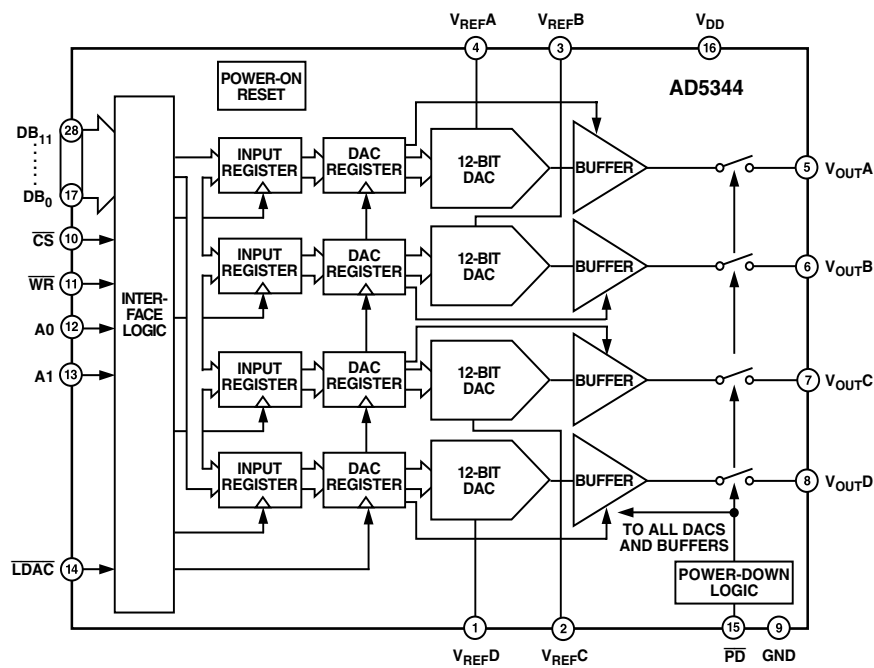 VREFA
VREFB
VDD
4
3
16
POWER-ON
RESET
AD5344
DB11
28
DB0
17
CS
10
WR
11
A0
12
A1
13
LDAC
14
INTER-
FACE
LOGIC
INPUT
REGISTER
DAC
REGISTER
12-BIT
DAC
BUFFER
5
VOUTA
INPUT
REGISTER
DAC
REGISTER
12-BIT
DAC
BUFFER
6
VOUTB
INPUT
REGISTER
DAC
REGISTER
12-BIT
DAC
BUFFER
7
VOUTC
INPUT
REGISTER
DAC
REGISTER
12-BIT
DAC
BUFFER
8
VOUTD
TO ALL DACS
AND BUFFERS
POWER-DOWN
LOGIC
1
2
15
9
VREFD
VREFC
PD
GND